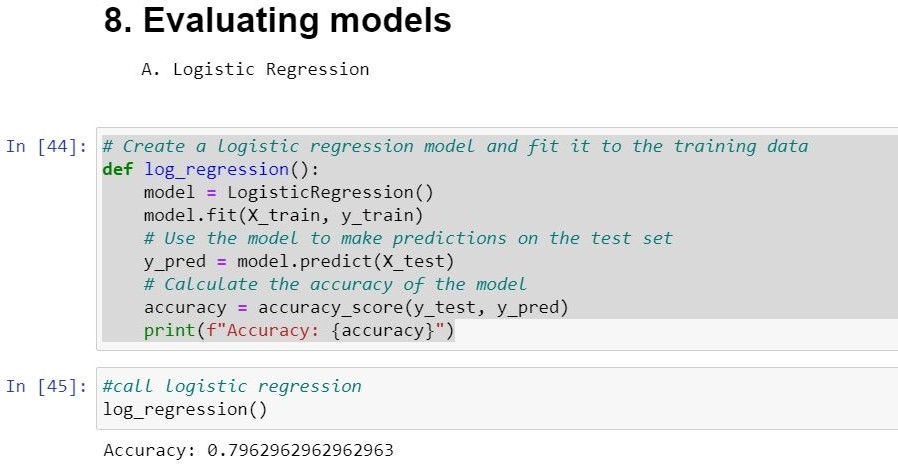 8. Evaluating models
A. Logistic Regression
In [44]: # Create a logistic regression model and fit it to the training data
def log_regression():
    model = LogisticRegression()
    model.fit(X_train, y_train)
    # Use the model to make predictions on the test set
    y_pred = model.predict(X_test)
    # Calculate the accuracy of the model
    accuracy = accuracy_score(y_test, y_pred)
    print(f"Accuracy: {accuracy}")
In [45]: #call logistic regression
log_regression()
Accuracy: 0.7962962962962963